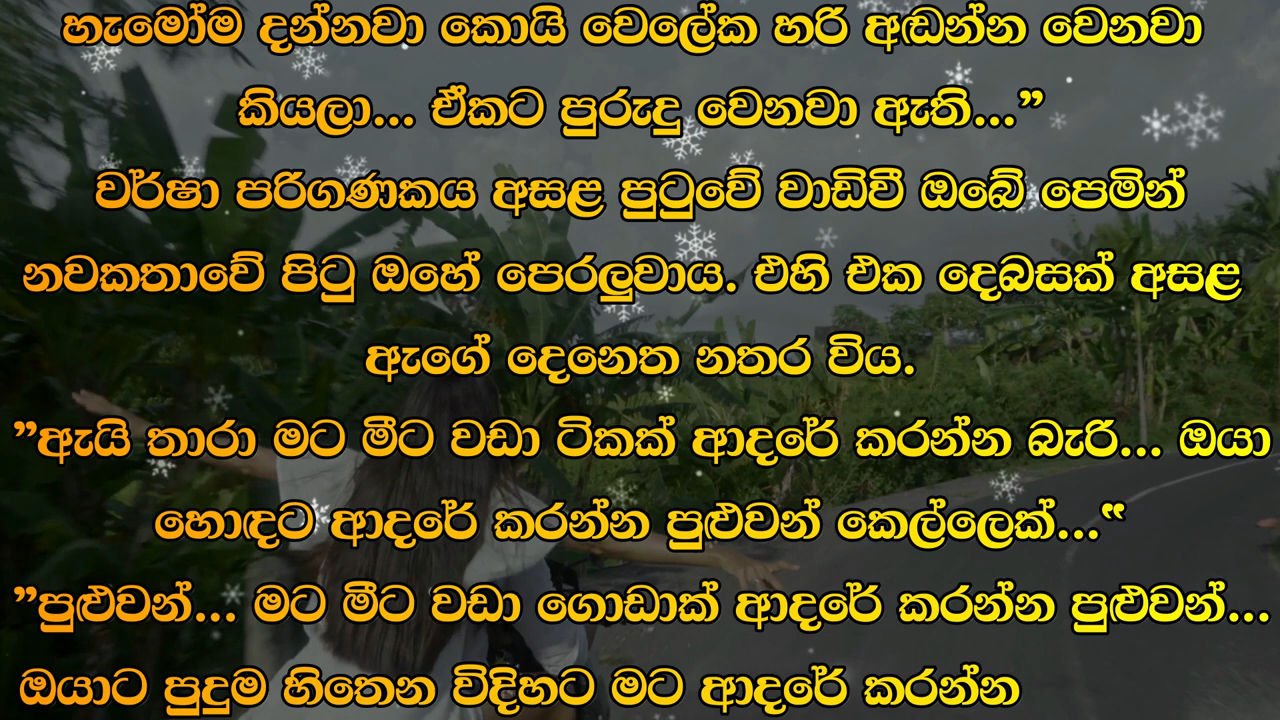 හැමෝම දන්නවා කොයි වෙලේක හරි අඬන්න වෙනවා
කියලා... ඒකට පුරුදු වෙනවා ඇති...”
වර්ෂා පරිගණකය අසළ පුටුවේ වාඩිවී ඔබේ පෙමින්
නවකතාවේ පිටු ඔහේ පෙරලුවාය. එහි එක දෙබසක් අසළ
ඇගේ දෙනෙත නතර විය.
”ඇයි තාරා මට මීට වඩා ටිකක් ආදරේ කරන්න බැරි... ඔයා
හොඳට ආදරේ කරන්න පුළුවන් කෙල්ලෙක්...‟
”පුළුවන්... මට මීට වඩා ගොඩාක් ආදරේ කරන්න පුළුවන්...
ඔයාට පුදුම හිතෙන විදිහට මට ආදරේ කරන්න